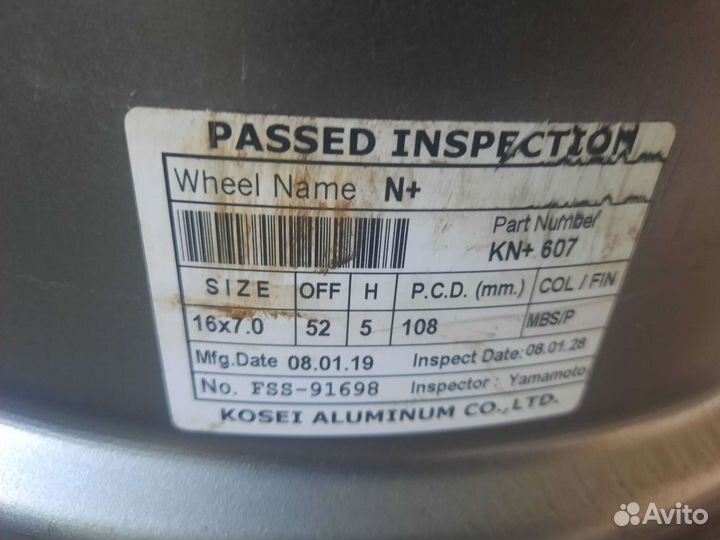 PASSED INSPECTION
Wheel Name N+
Part Number
KN+ 607
SIZE OFF H P.C.D. (mm.) COL / FIN
16x7.0 52 5 108 MBS/P
Mfg.Date 08.01.19 Inspect Date:08.01.28
No. FSS-91698 Inspector : Yamamoto
KOSEI ALUMINUM CO.,LTD.
Avito